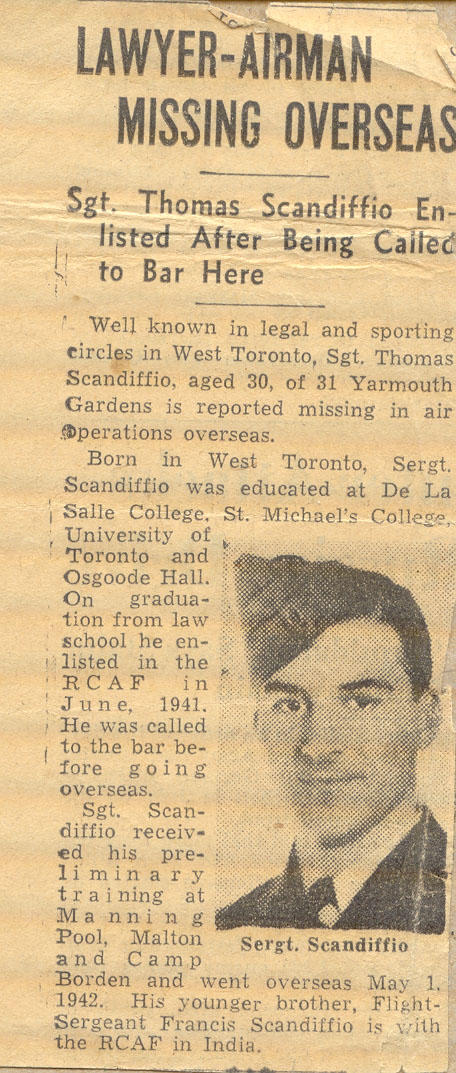 LAWYER-AIRMAN
MISSING OVERSEAS
Sgt. Thomas Scandiffio En-
listed After Being Called
to Bar Here
Well known in legal and sporting
circles in West Toronto, Sgt. Thomas
Scandiffio, aged 30, of 31 Yarmouth
Gardens is reported missing in air
operations overseas.
Born in West Toronto, Sergt.
Scandiffio was educated at De La
Salle College, St. Michael's College,
University of
Toronto and
Osgoode Hall.
On gradua-
tion from law
school he en-
listed in the
RCAF in
June, 1941.
He was called
to the bar be-
fore going
overseas.
Sgt. Scan-
diffio receiv-
ed his pre-
liminary
training at
Manning
Pool, Malton
and Camp
Borden and went overseas May 1,
1942. His younger brother, Flight-
Sergeant Francis Scandiffio is with
the RCAF in India.
Sergt. Scandiffio